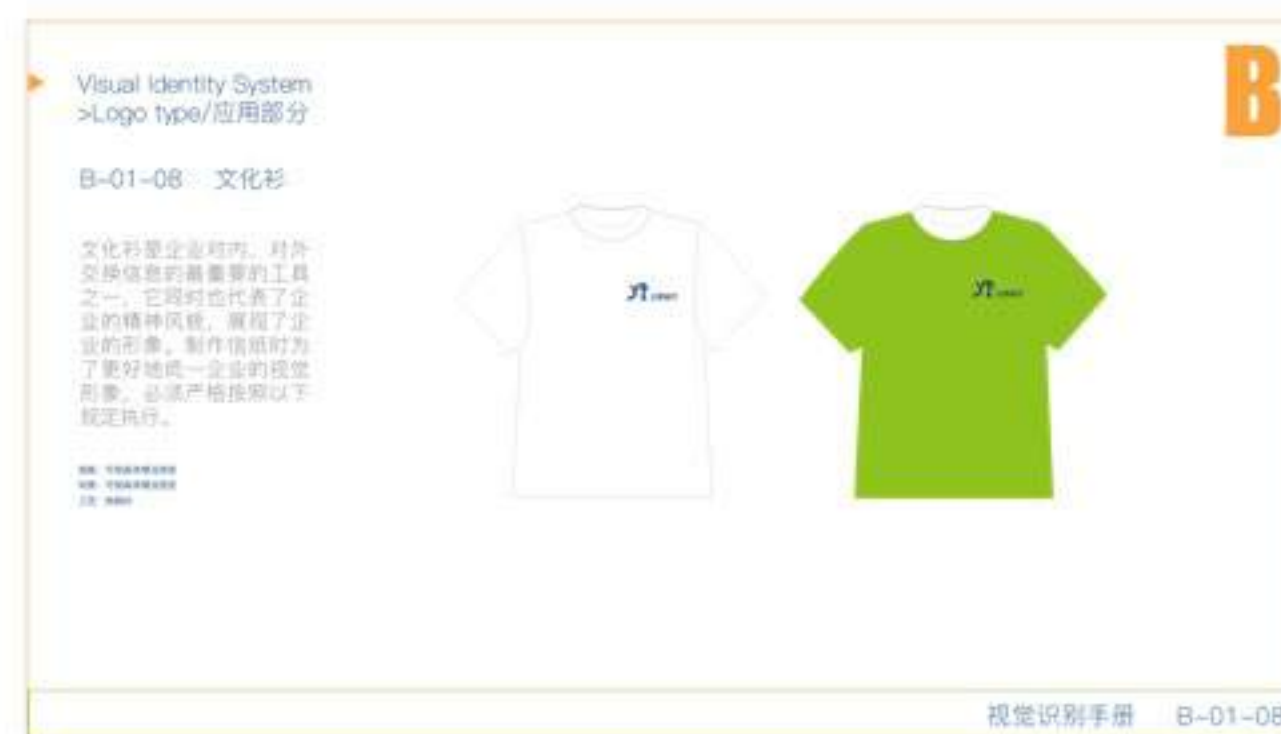 Visual Identity System
>Logo type/应用部分
B
B-01-08 文化衫
文化衫是企业对内、对外
交换信息的最重要的工具
之一，它同时也代表了企
业的精神风貌，展现了企
业的形象。制作信纸时为
了更好地统一企业的视觉
形象，必须严格按照以下
规定执行。
视觉识别手册 B-01-08